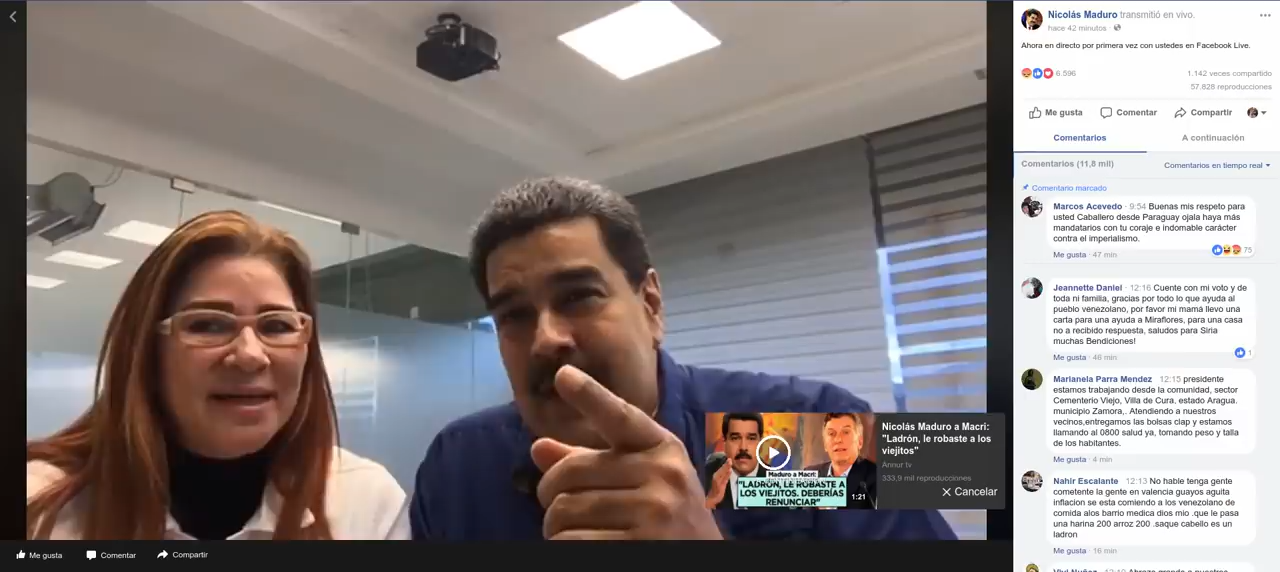 Nicolás Maduro transmitió en vivo.
hace 42 minutos ·
Ahora en directo por primera vez con ustedes en Facebook Live.
6.596
1.142 veces compartido
57.828 reproducciones
Me gusta
Comentar
Compartir
Comentarios
A continuación
Comentarios (11,8 mil)
Comentarios en tiempo real
Comentario marcado
Marcos Acevedo · 9:54 Buenas mis respeto para
usted Caballero desde Paraguay ojala haya más
mandatarios con tu coraje e indomable carácter
contra el imperialismo.
75
Me gusta · 47 min
Jeannette Daniel · 12:16 Cuente con mi voto y de
toda ni familia, gracias por todo lo que ayuda al
pueblo venezolano, por favor mi mamá llevo una
carta para una ayuda a Miraflores, para una casa
no a recibido respuesta, saludos para Siria
muchas Bendiciones!
1
Me gusta · 46 min
Marianela Parra Mendez 12:15 presidente
estamos trabajando desde la comunidad, sector
Cementerio Viejo, Villa de Cura. estado Aragua.
municipio Zamora,. Atendiendo a nuestros
vecinos,entregamos las bolsas clap y estamos
llamando al 0800 salud ya, tomando peso y talla
de los habitantes.
Me gusta · 4 min
Nahir Escalante · 12:13 No hable tenga gente
cometente la gente en valencia guayos aguita
inflacion se esta comiendo a los venezolano de
comida alos barrio medica dios mio .que le pasa
una harina 200 arroz 200 .saque cabello es un
ladron
Me gusta · 16 min
Nicolás Maduro a Macri:
"Ladrón, le robaste a los
viejitos"
Annur tv
333,9 mil reproducciones
Cancelar
Maduro a Macri:
"LADRÓN, LE ROBASTE A
LOS VIEJITOS. DEBERÍAS
RENUNCIAR"
1:21
Me gusta
Comentar
Compartir